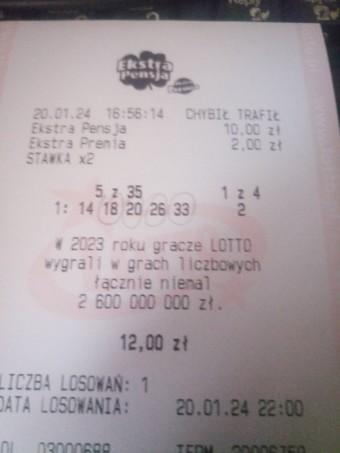 Ekstra
Pensja
20.01.24 16:56:14 CHYBIŁ TRAFIŁ
Ekstra Pensja 10,00 zł
Ekstra Premia 2,00 zł
STAWKA x2
5 z 35 1 z 4
1: 14 18 20 26 33 2
W 2023 roku gracze LOTTO
wygrali w grach liczbowych
łącznie niemal
2 600 000 000 zł.
12,00 zł
LICZBA LOSOWAŃ: 1
DATA LOSOWANIA: 20.01.24 22:00